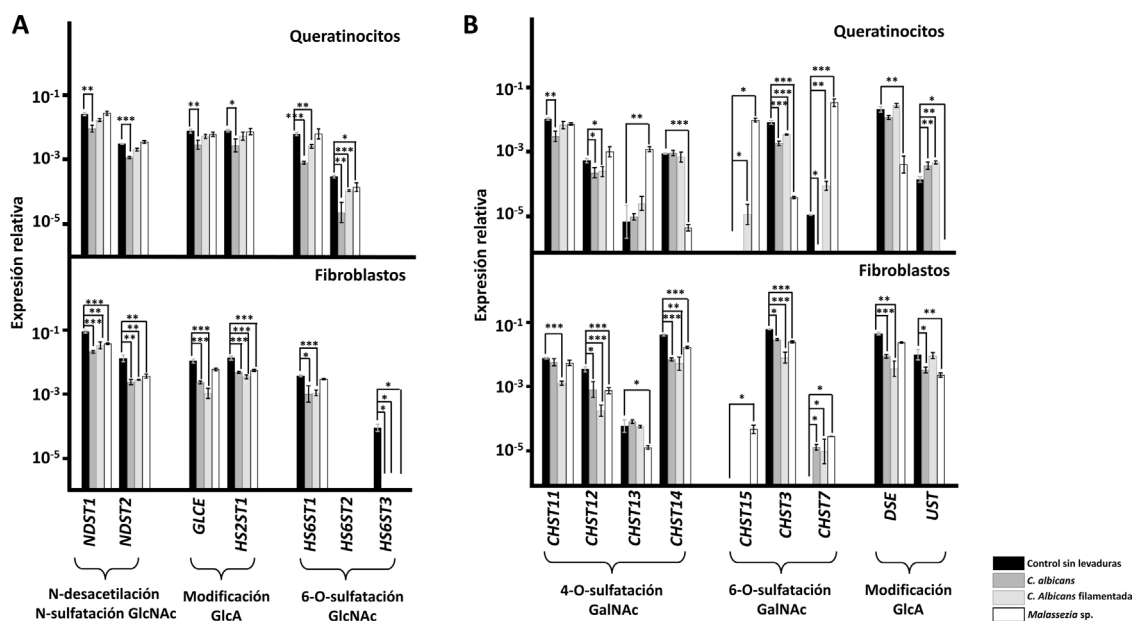 A
Queratinocitos
Expresión relativa
10-1
10-3
10-5
** *** ** * *** ** ** *** *
Fibroblastos
10-1
10-3
10-5
*** ** *** ** ** ** *** *** *** *** *** *** * * * *
NDST1
NDST2
GLCE
HS2ST1
HS6ST1
HS6ST2
HS6ST3
N-desacetilación
N-sulfatación GlcNAc
Modificación
GlcA
6-O-sulfatación
GlcNAc
B
Queratinocitos
Expresión relativa
10-1
10-3
10-5
** * * ** *** * * *** *** *** *** ** * ** * ** **
Fibroblastos
10-1
10-3
10-5
*** *** *** * * *** ** *** * *** *** * * * * ** *** ** *
CHST11
CHST12
CHST13
CHST14
CHST15
CHST3
CHST7
DSE
UST
4-O-sulfatación
GalNAc
6-O-sulfatación
GalNAc
Modificación
GlcA
Control sin levaduras
C. albicans
C. Albicans filamentada
Malassezia sp.